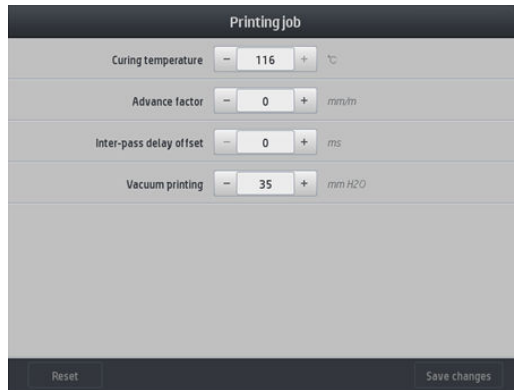 Printing job
Curing temperature - 116 + °C
Advance factor - 0 + mm/m
Inter-pass delay offset - 0 + ms
Vacuum printing - 35 + mm H2O
Reset Save changes